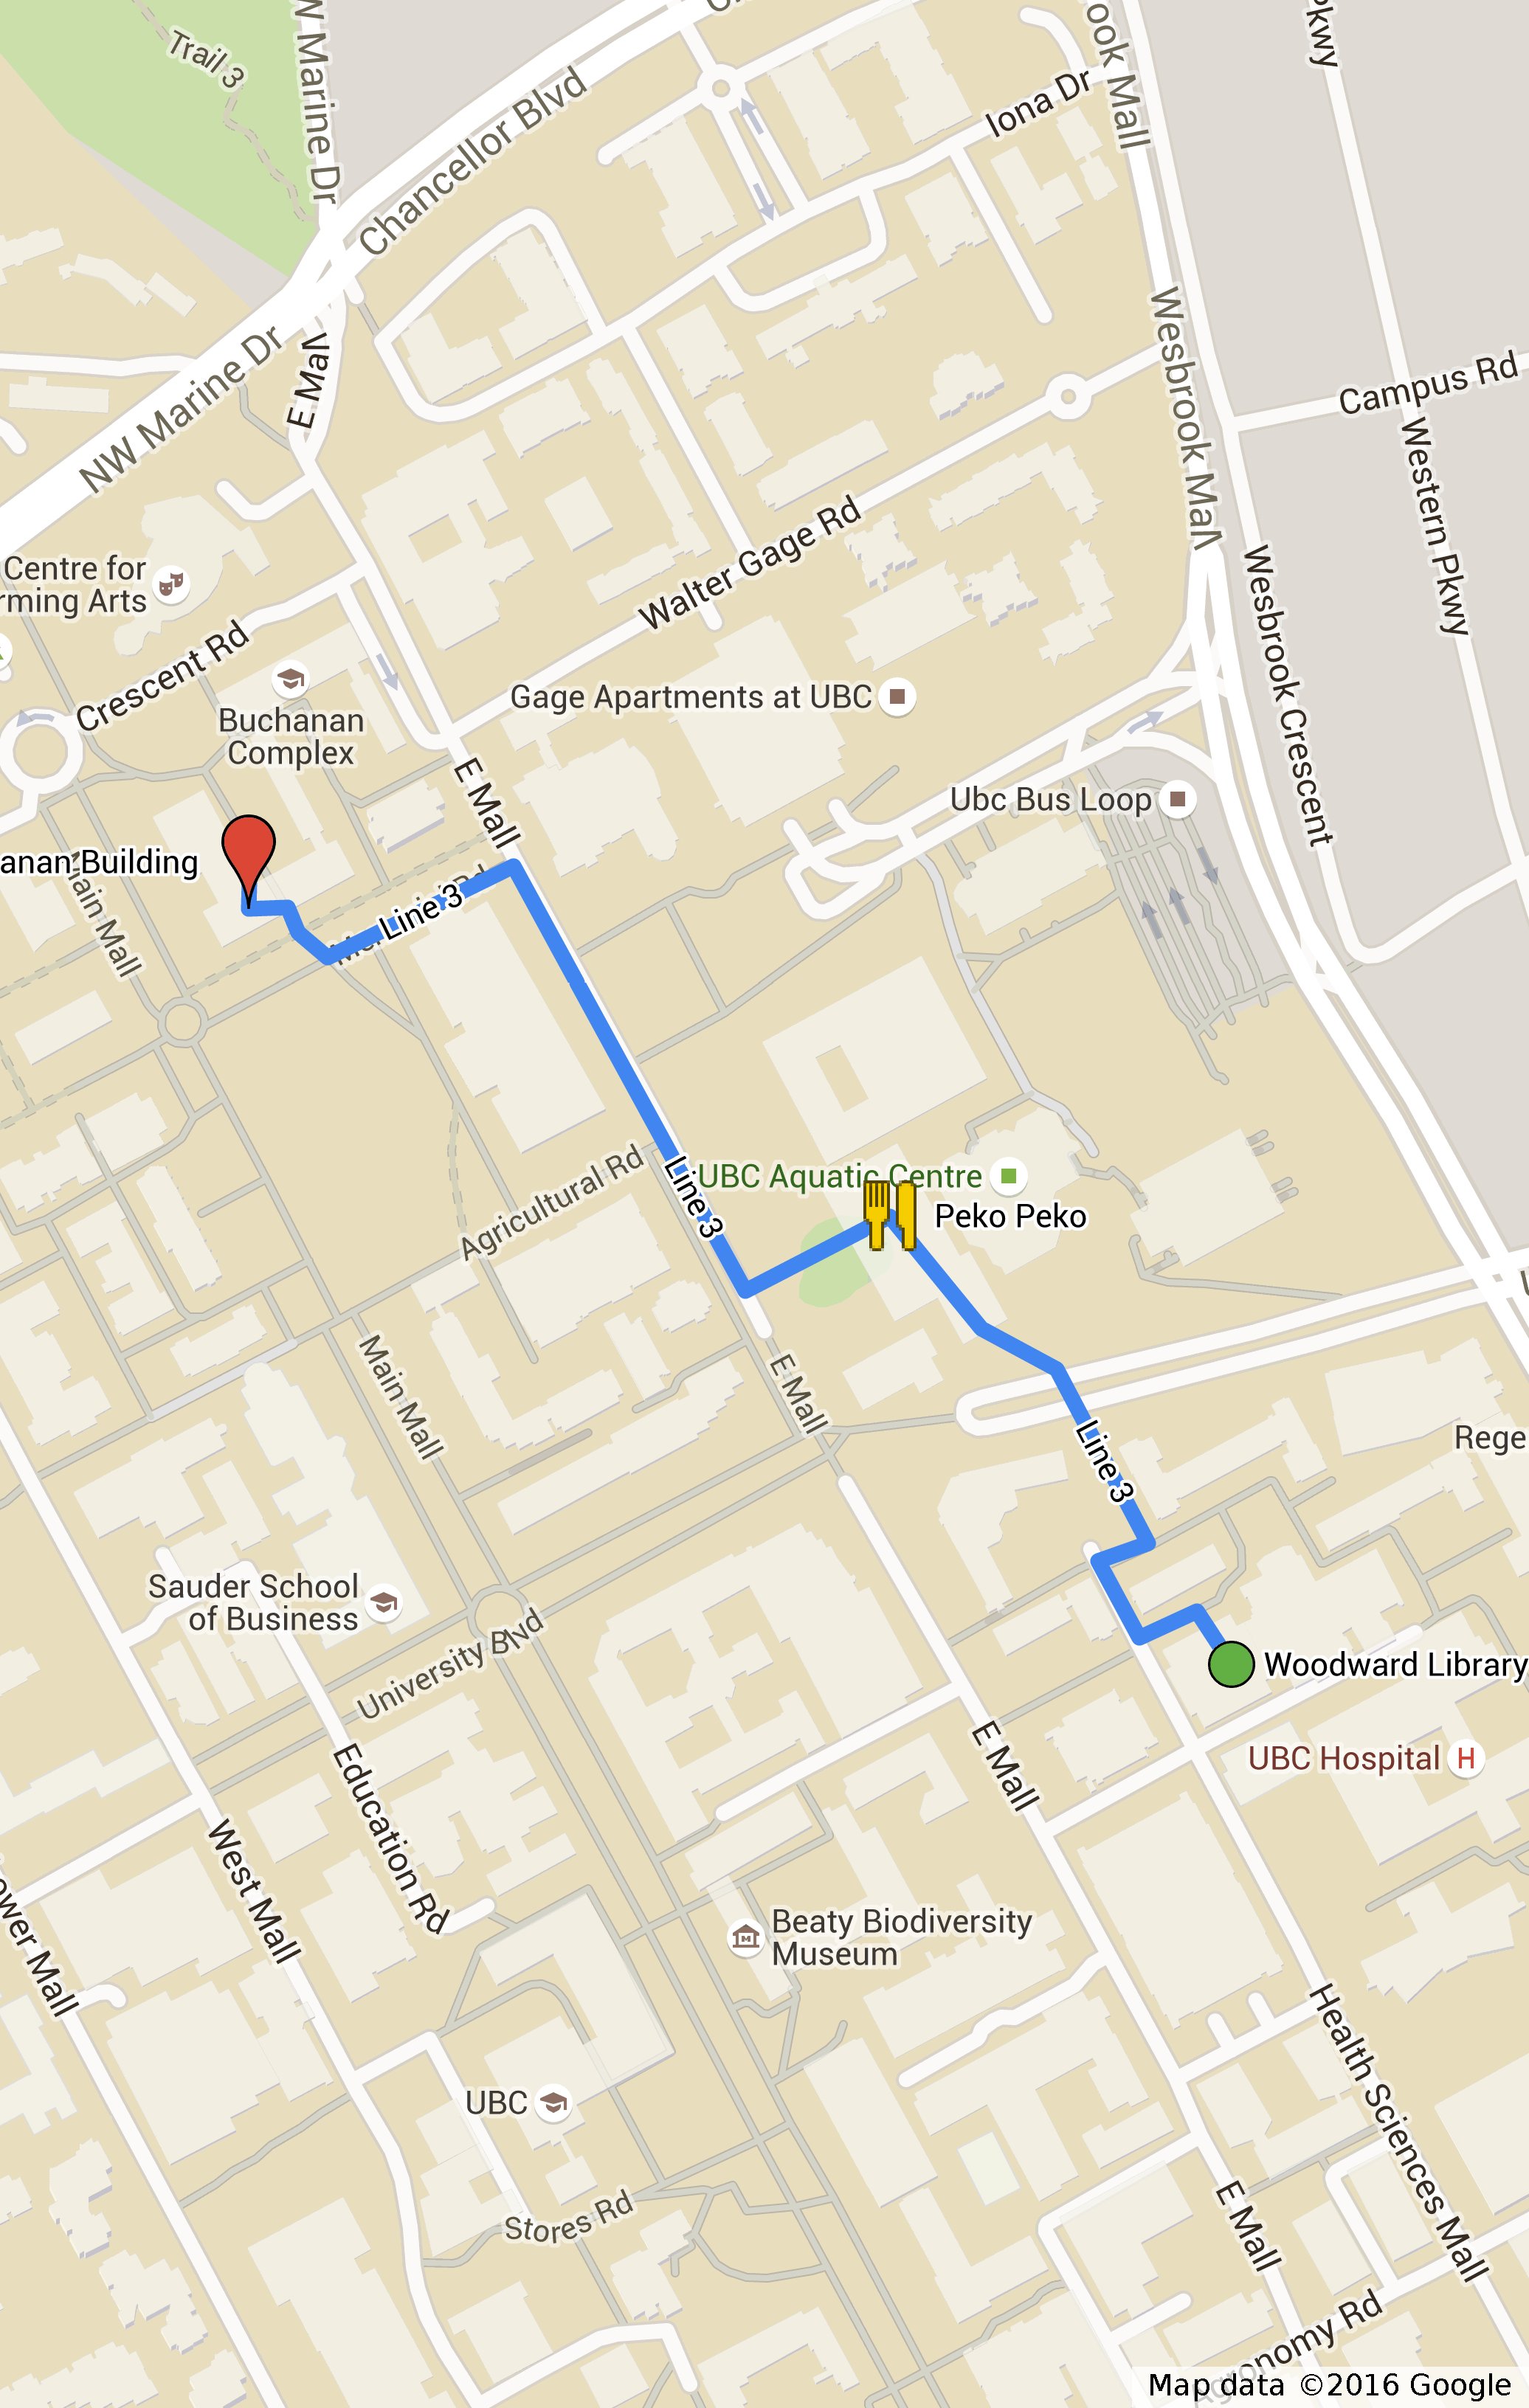 Trail 3
W Marine Dr
Chancellor Blvd
Iona Dr
ook Mall
Pkwy
NW Marine Dr
E Mall
Wesbrook Mall
Campus Rd
Western Pkwy
Centre for
rming Arts
Walter Gage Rd
Wesbrook Crescent
Crescent Rd
Buchanan
Complex
Gage Apartments at UBC
E Mall
Ubc Bus Loop
anan Building
Main Mall
Line 3
Agricultural Rd
Line 3
UBC Aquatic Centre
Peko Peko
Main Mall
E Mall
Line 3
Rege
Sauder School
of Business
University Blvd
Woodward Library
E Mall
UBC Hospital
H
Education Rd
West Mall
ower Mall
Beaty Biodiversity
Museum
Health Sciences Mall
UBC
Stores Rd
E Mall
Agronomy Rd
Map data ©2016 Google